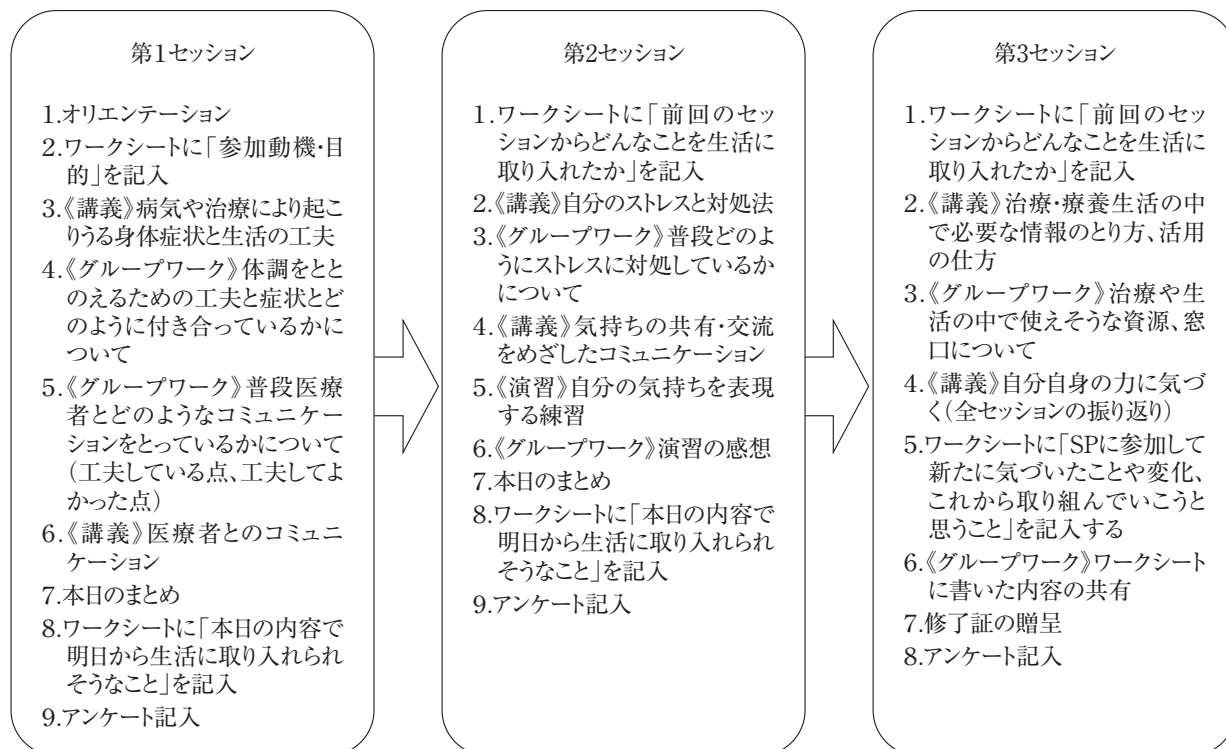 第1セッション
1.オリエンテーション
2.ワークシートに「参加動機・目
的」を記入
3.《講義》病気や治療により起こ
りうる身体症状と生活の工夫
4.《グループワーク》体調をとと
のえるための工夫と症状とど
のように付き合っているかに
ついて
5.《グループワーク》普段医療
者とどのようなコミュニケー
ションをとっているかについて
(工夫している点、工夫してよ
かった点)
6.《講義》医療者とのコミュニ
ケーション
7.本日のまとめ
8.ワークシートに「本日の内容で
明日から生活に取り入れられ
そうなこと」を記入
9.アンケート記入
第2セッション
1.ワークシートに「前回のセッ
ションからどんなことを生活に
取り入れたか」を記入
2.《講義》自分のストレスと対処法
3.《グループワーク》普段どのよ
うにストレスに対処しているか
について
4.《講義》気持ちの共有・交流
をめざしたコミュニケーション
5.《演習》自分の気持ちを表現
する練習
6.《グループワーク》演習の感想
7.本日のまとめ
8.ワークシートに「本日の内容で
明日から生活に取り入れられ
そうなこと」を記入
9.アンケート記入
第3セッション
1.ワークシートに「前回のセッ
ションからどんなことを生活に
取り入れたか」を記入
2.《講義》治療・療養生活の中
で必要な情報のとり方、活用
の仕方
3.《グループワーク》治療や生
活の中で使えそうな資源、窓
口について
4.《講義》自分自身の力に気づ
く(全セッションの振り返り)
5.ワークシートに「SPに参加して
新たに気づいたことや変化、
これから取り組んでいこうと
思うこと」を記入する
6.《グループワーク》ワークシート
に書いた内容の共有
7.修了証の贈呈
8.アンケート記入